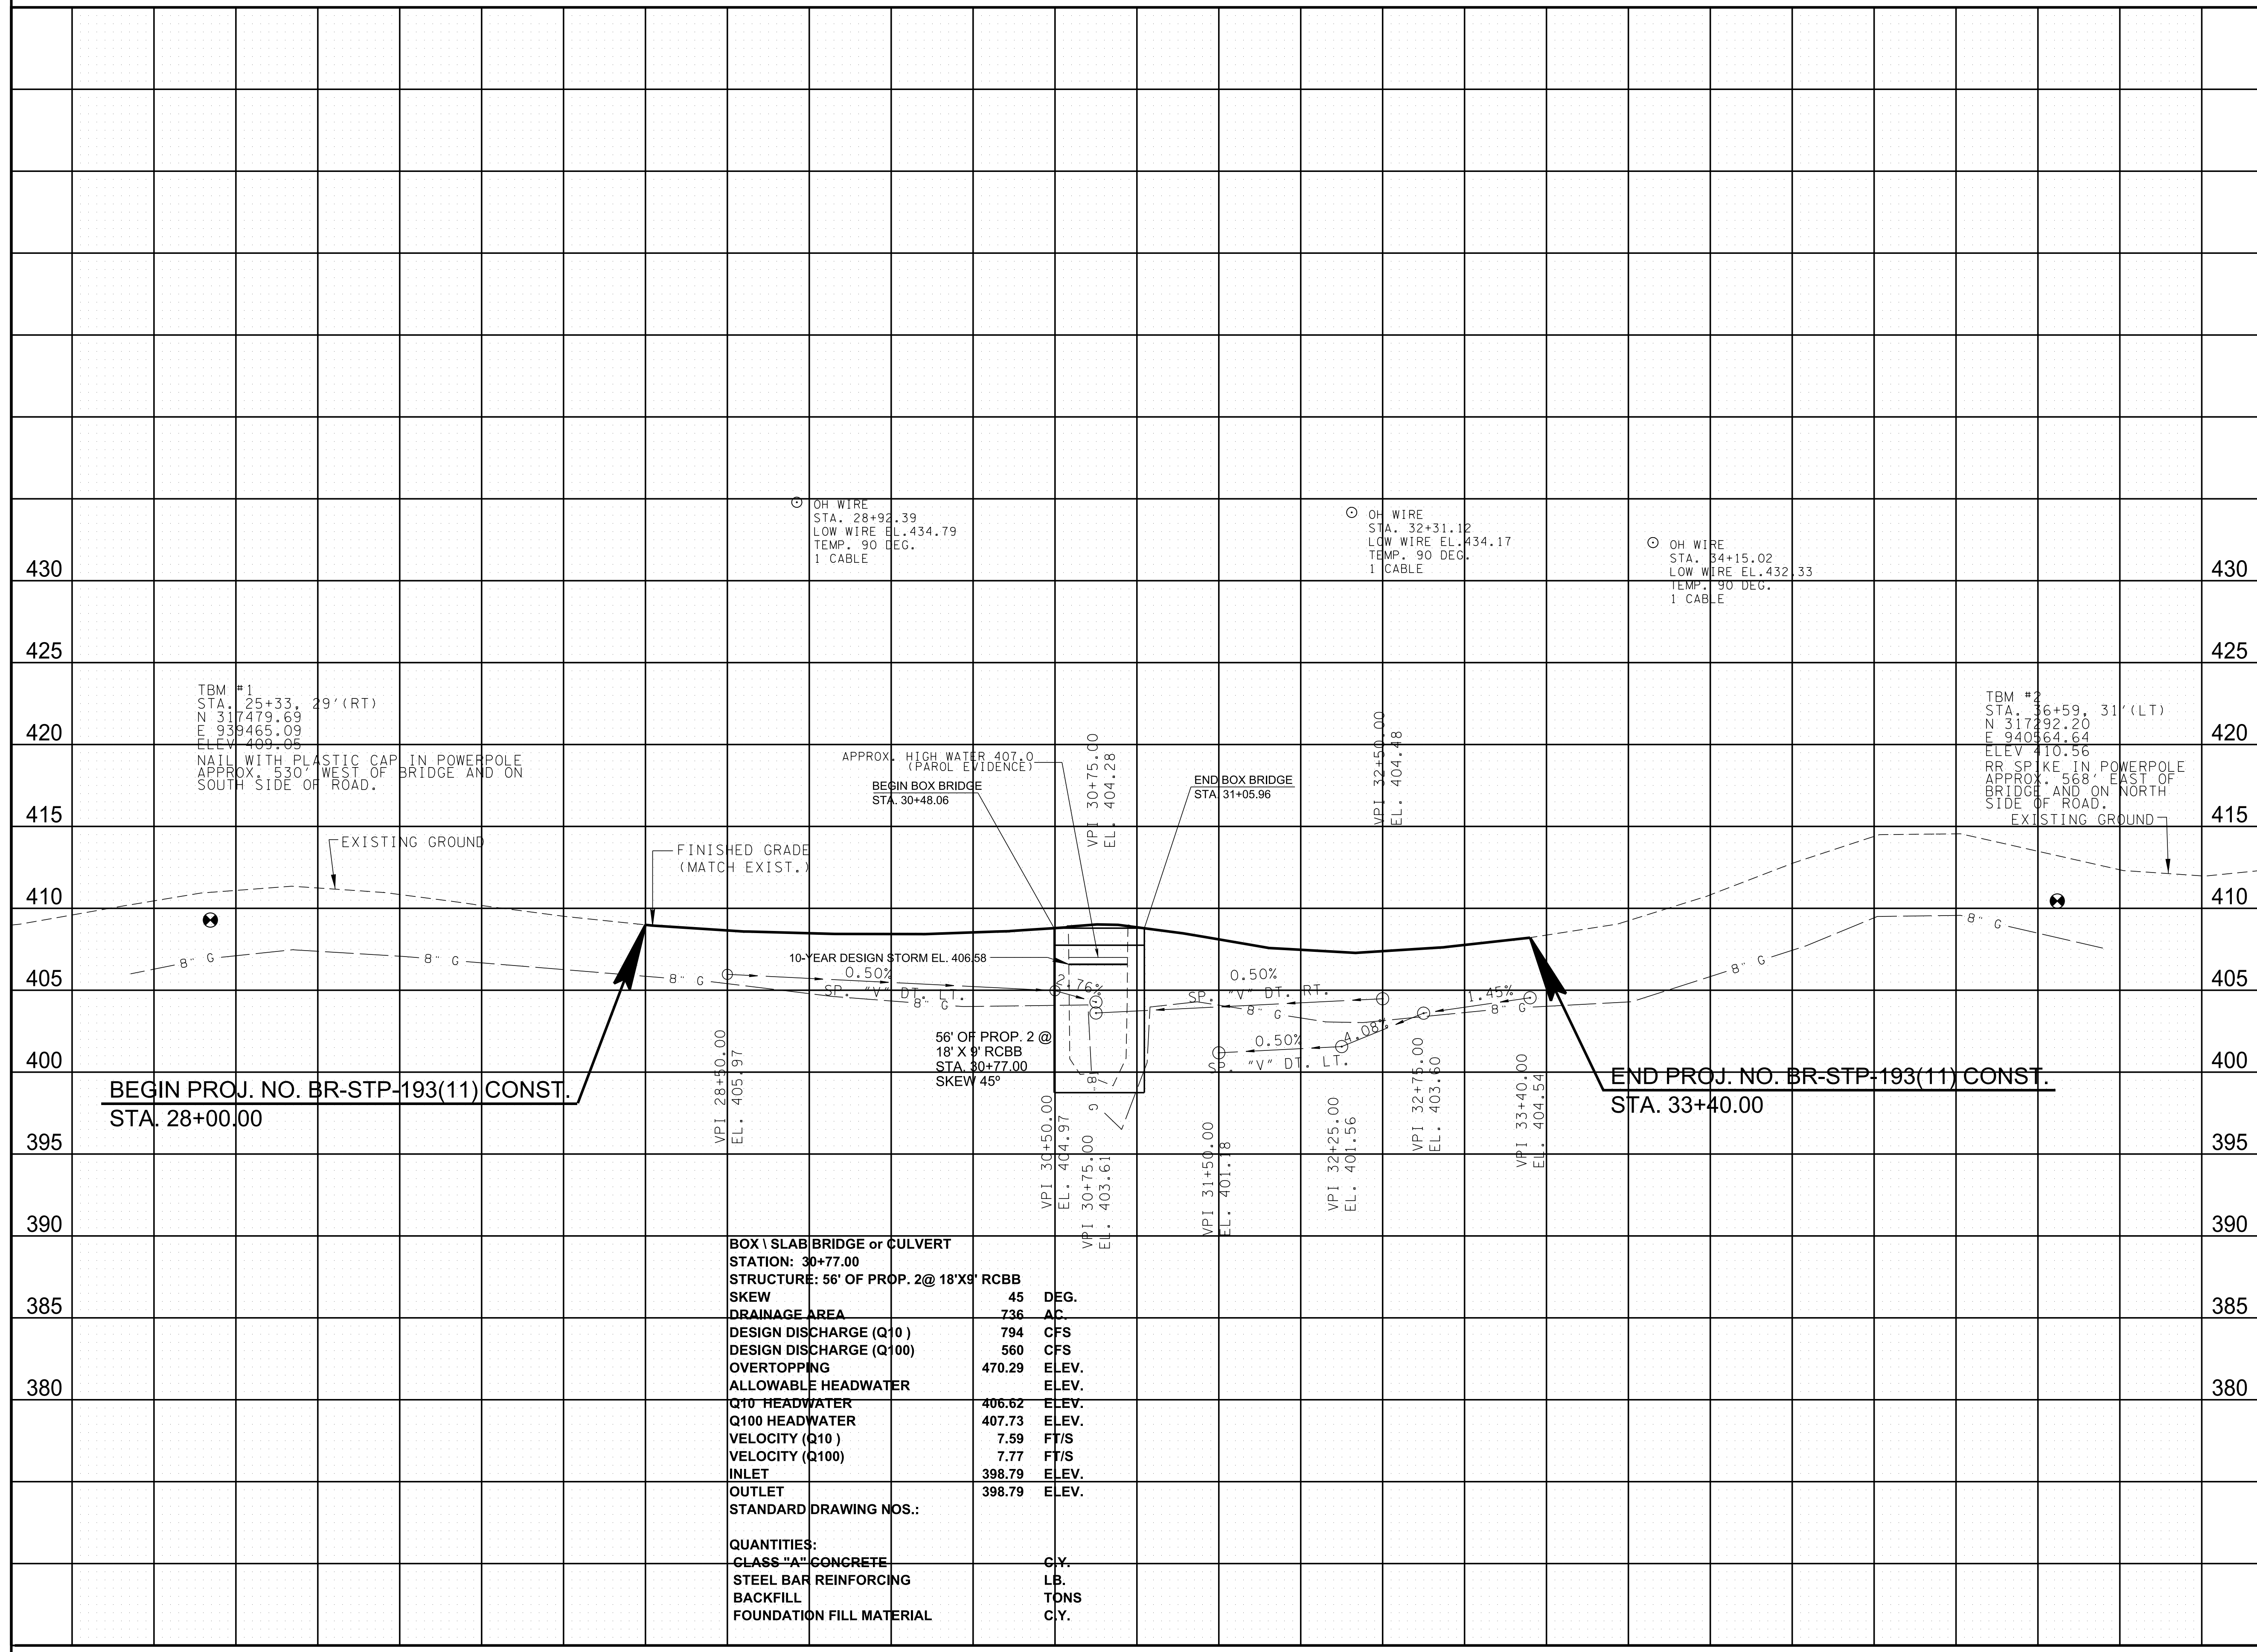 OH WIRE
STA. 28+92.39
LOW WIRE EL.434.79
TEMP. 90 DEG.
1 CABLE
OH WIRE
STA. 32+31.12
LOW WIRE EL.434.17
TEMP. 90 DEG.
1 CABLE
OH WIRE
STA. 34+15.02
LOW WIRE EL.432.33
TEMP. 90 DEG.
1 CABLE
430
425
420
415
410
405
400
395
390
385
380
430
425
420
415
410
405
400
395
390
385
380
TBM #1
STA. 25+33, 29'(RT)
N 317479.69
E 939465.09
ELEV 409.05
NAIL WITH PLASTIC CAP IN POWERPOLE
APPROX. 530' WEST OF BRIDGE AND ON
SOUTH SIDE OF ROAD.
TBM #2
STA. 36+59, 31'(LT)
N 317292.20
E 940564.64
ELEV 410.56
RR SPIKE IN POWERPOLE
APPROX. 568' EAST OF
BRIDGE AND ON NORTH
SIDE OF ROAD.
EXISTING GROUND
EXISTING GROUND
FINISHED GRADE
(MATCH EXIST.)
APPROX. HIGH WATER 407.0
(PAROL EVIDENCE)
BEGIN BOX BRIDGE
STA. 30+48.06
END BOX BRIDGE
STA. 31+05.96
VPI 30+75.00
EL. 404.28
VPI 32+50.00
EL. 404.48
10-YEAR DESIGN STORM EL. 406.58
0.50%
SP. "V" DT. LT.
2.76%
0.50%
SP. "V" DT. RT.
1.45%
4.08%
0.50%
SP. "V" DT. LT.
8" G
8" G
8" G
8" G
8" G
8" G
8" G
8" G
8" G
56' OF PROP. 2 @
18' X 9' RCBB
STA. 30+77.00
SKEW 45º
BEGIN PROJ. NO. BR-STP-193(11) CONST.
STA. 28+00.00
END PROJ. NO. BR-STP-193(11) CONST.
STA. 33+40.00
VPI 28+50.00
EL. 405.97
VPI 30+50.00
EL. 404.97
VPI 30+75.00
EL. 403.61
VPI 31+50.00
EL. 401.18
VPI 32+25.00
EL. 401.56
VPI 32+75.00
EL. 403.60
VPI 33+40.00
EL. 404.54
BOX \ SLAB BRIDGE or CULVERT
STATION: 30+77.00
STRUCTURE: 56' OF PROP. 2@ 18'X9' RCBB
SKEW 45 DEG.
DRAINAGE AREA 736 AC.
DESIGN DISCHARGE (Q10 ) 794 CFS
DESIGN DISCHARGE (Q100) 560 CFS
OVERTOPPING 470.29 ELEV.
ALLOWABLE HEADWATER ELEV.
Q10 HEADWATER 406.62 ELEV.
Q100 HEADWATER 407.73 ELEV.
VELOCITY (Q10 ) 7.59 FT/S
VELOCITY (Q100) 7.77 FT/S
INLET 398.79 ELEV.
OUTLET 398.79 ELEV.
STANDARD DRAWING NOS.:
QUANTITIES:
CLASS "A" CONCRETE C.Y.
STEEL BAR REINFORCING LB.
BACKFILL TONS
FOUNDATION FILL MATERIAL C.Y.